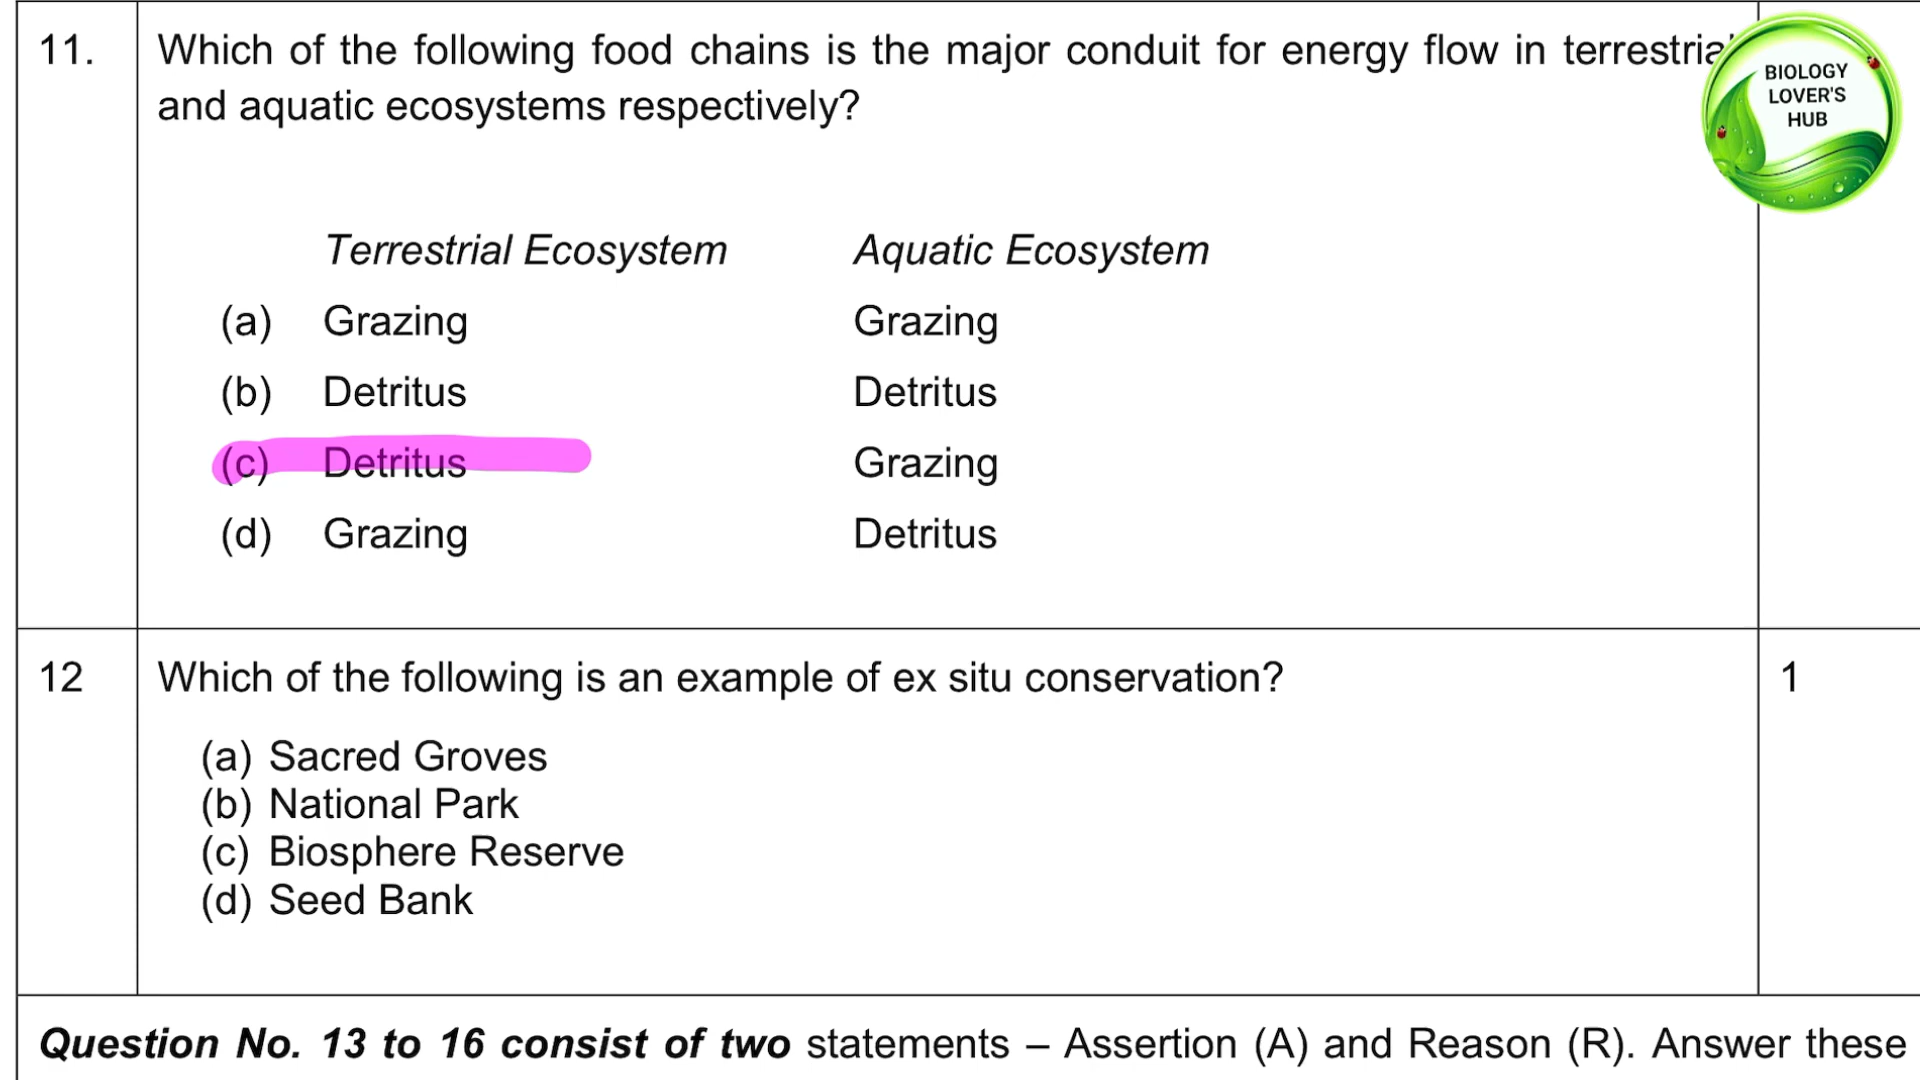 11.
Which of the following food chains is the major conduit for energy flow in
and aquatic ecosystems respectively?
BIOLOGY
LOVER'S
HUB
Terrestrial Ecosystem Aquatic Ecosystem
(a) Grazing Grazing
(b) Detritus Detritus
(c) Detritus Grazing
(d) Grazing Detritus
12 Which of the following is an example of ex situ conservation? 1
(a) Sacred Groves
(b) National Park
(c) Biosphere Reserve
(d) Seed Bank
Question No. 13 to 16 consist of two statements – Assertion (A) and Reason (R). Answer these